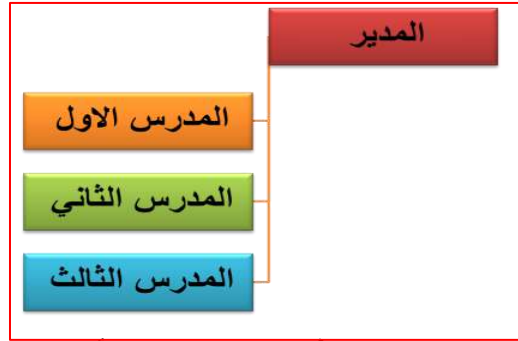 المدير
المدرس الاول
المدرس الثاني
المدرس الثالث